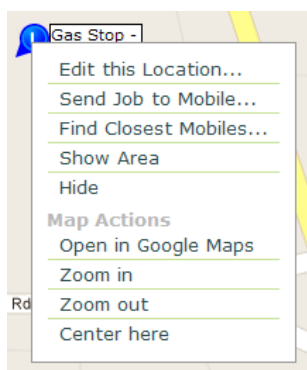 Gas Stop -
Edit this Location...
Send Job to Mobile...
Find Closest Mobiles...
Show Area
Hide
Map Actions
Open in Google Maps
Zoom in
Rd
Zoom out
Center here